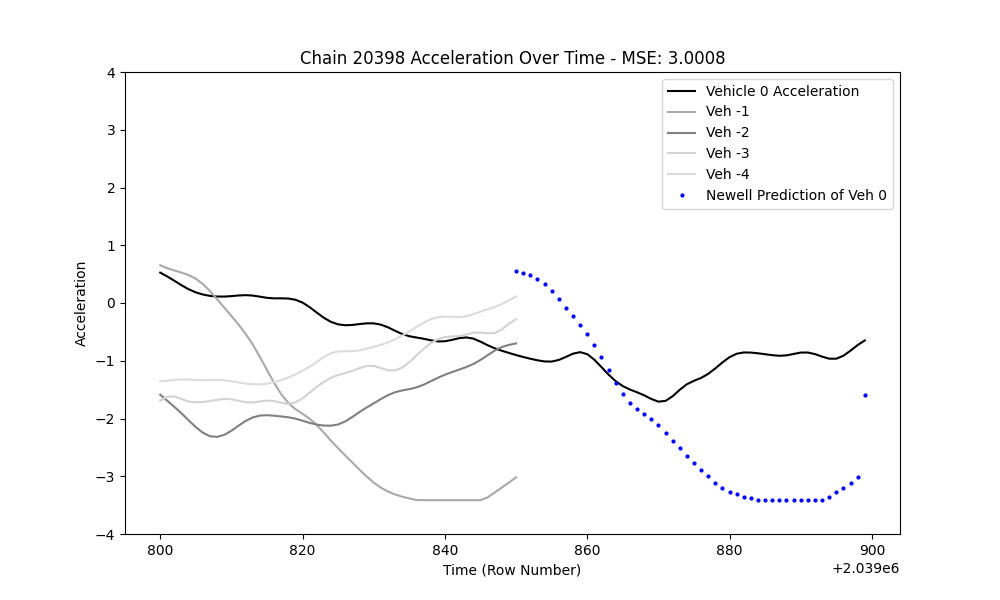 Chain 20398 Acceleration Over Time - MSE: 3.0008
Vehicle 0 Acceleration
Veh -1
Veh -2
Veh -3
Veh -4
Newell Prediction of Veh 0
Acceleration
4
3
2
1
0
−1
−2
−3
−4
800 820 840 860 880 900
+2.039e6
Time (Row Number)